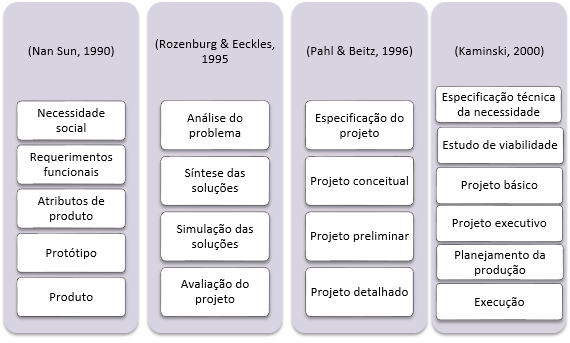 (Nan Sun, 1990)
Necessidade
social
Requerimentos
funcionais
Atributos de
produto
Protótipo
Produto
(Rozenburg & Eeckles,
1995
Análise do
problema
Síntese das
soluções
Simulação das
soluções
Avaliação do
projeto
(Pahl & Beitz, 1996)
Especificação do
projeto
Projeto conceitual
Projeto preliminar
Projeto detalhado
(Kaminski, 2000)
Especificação técnica
da necessidade
Estudo de viabilidade
Projeto básico
Projeto executivo
Planejamento da
produção
Execução